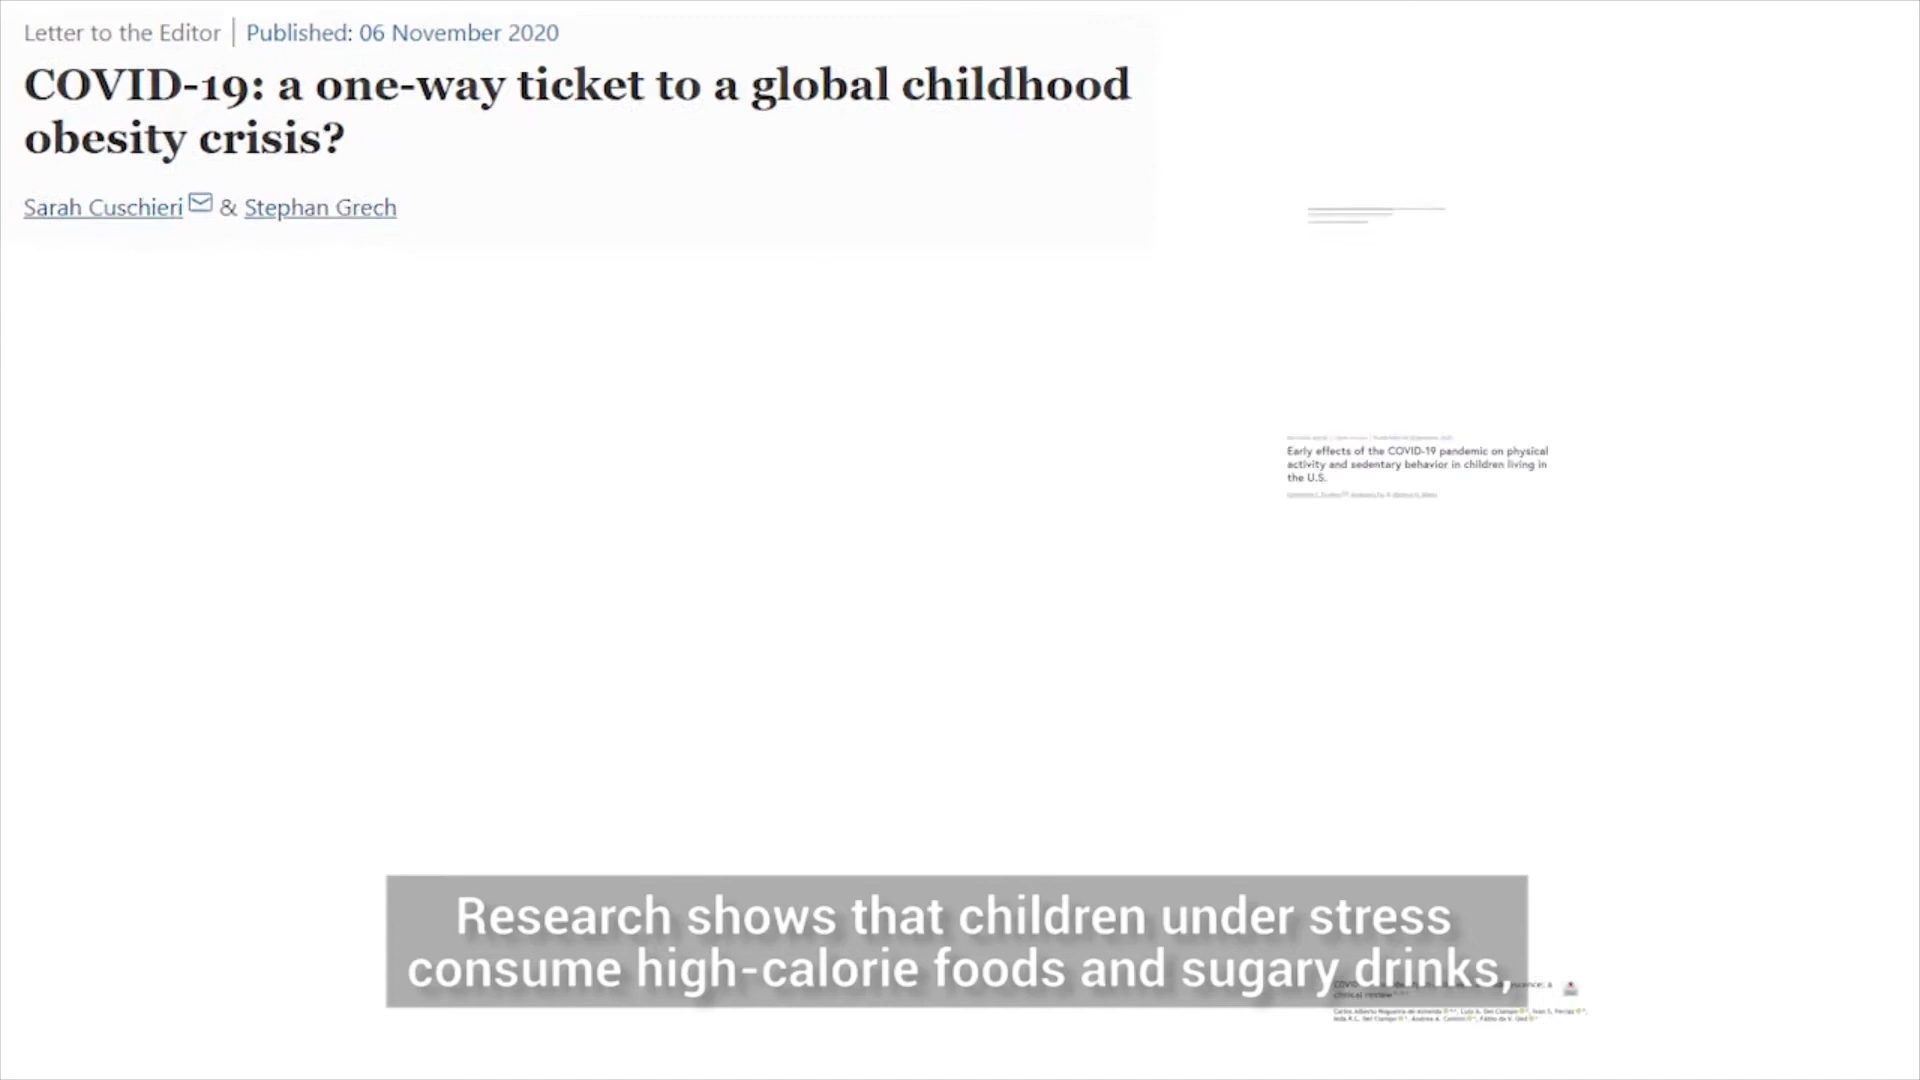 Letter to the Editor | Published: 06 November 2020
COVID-19: a one-way ticket to a global childhood
obesity crisis?
Sarah Cuschieri & Stephan Grech
Early effects of the COVID-19 pandemic on physical
activity and sedentary behavior in children living in
the U.S.
Research shows that children under stress
consume high-calorie foods and sugary drinks,
clinical review